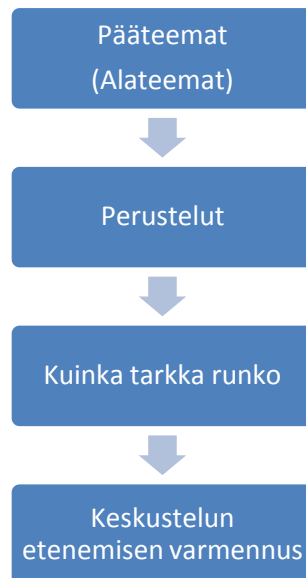 Pääteemat
(Alateemat)
Perustelut
Kuinka tarkka runko
Keskustelun
etenemisen varmennus